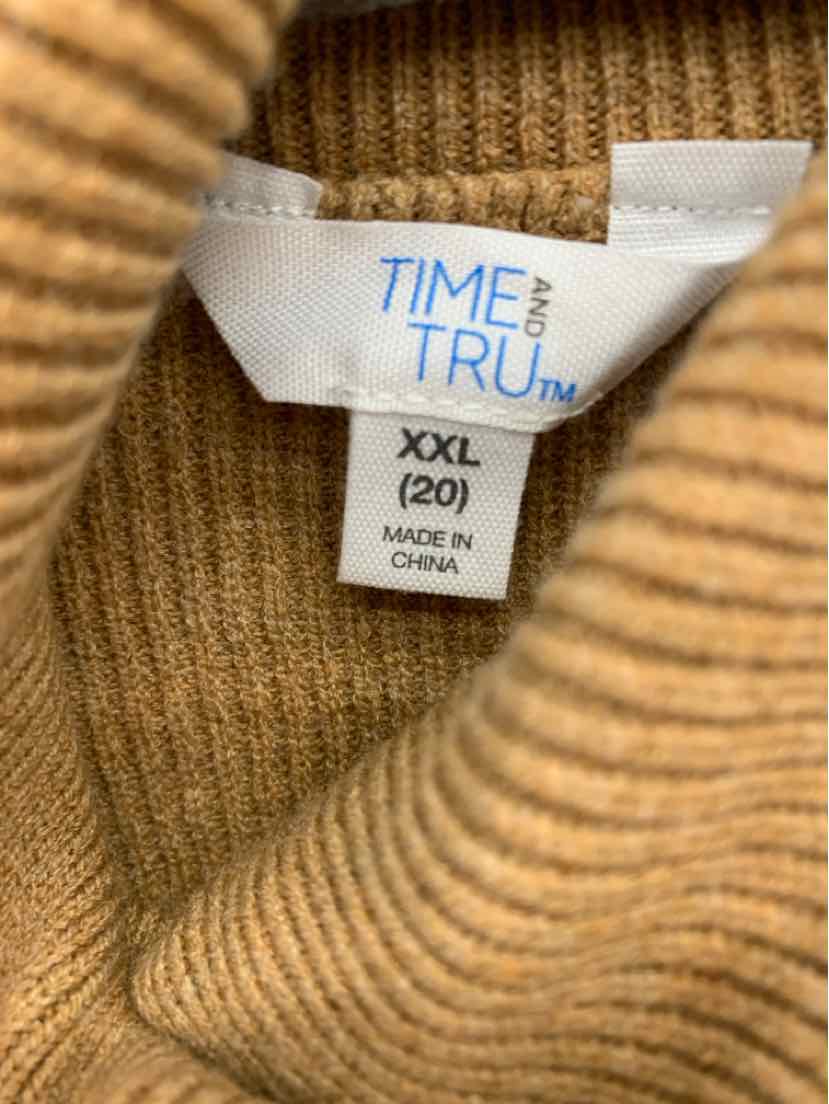 TIME AND
TRU™
XXL
(20)
MADE IN
CHINA